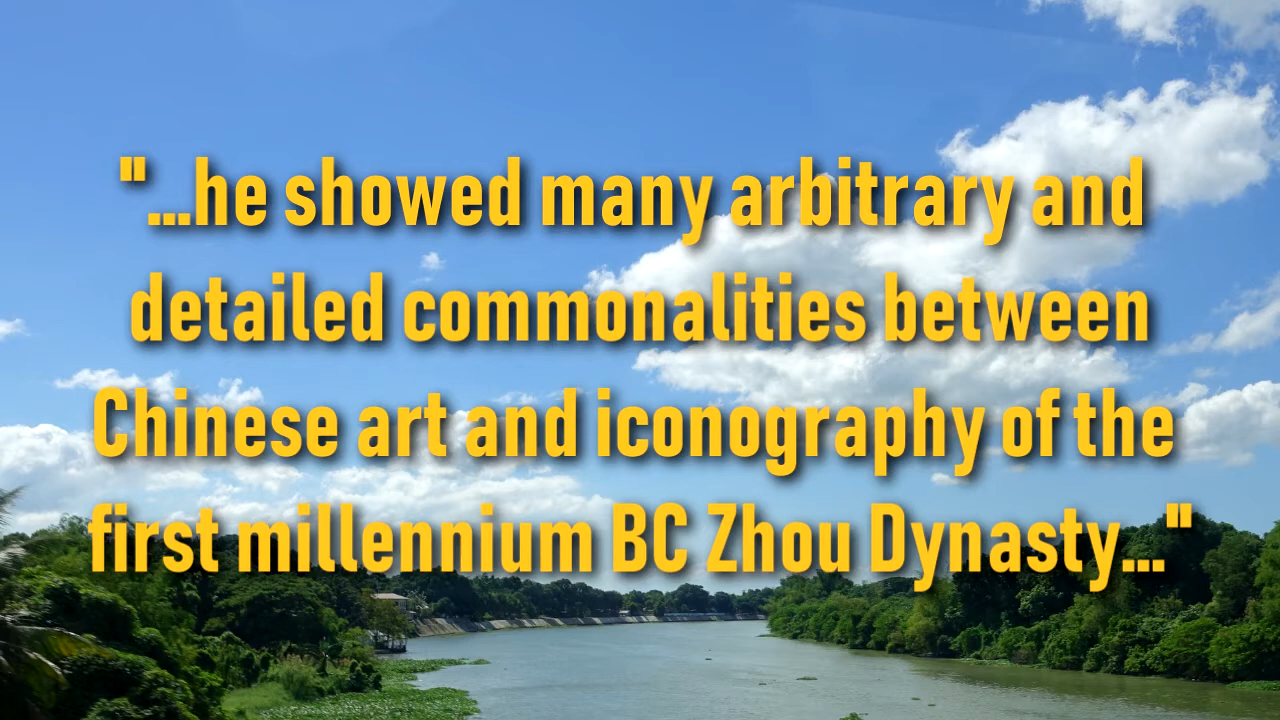 "...he showed many arbitrary and
detailed commonalities between
Chinese art and iconography of the
first millennium BC Zhou Dynasty..."